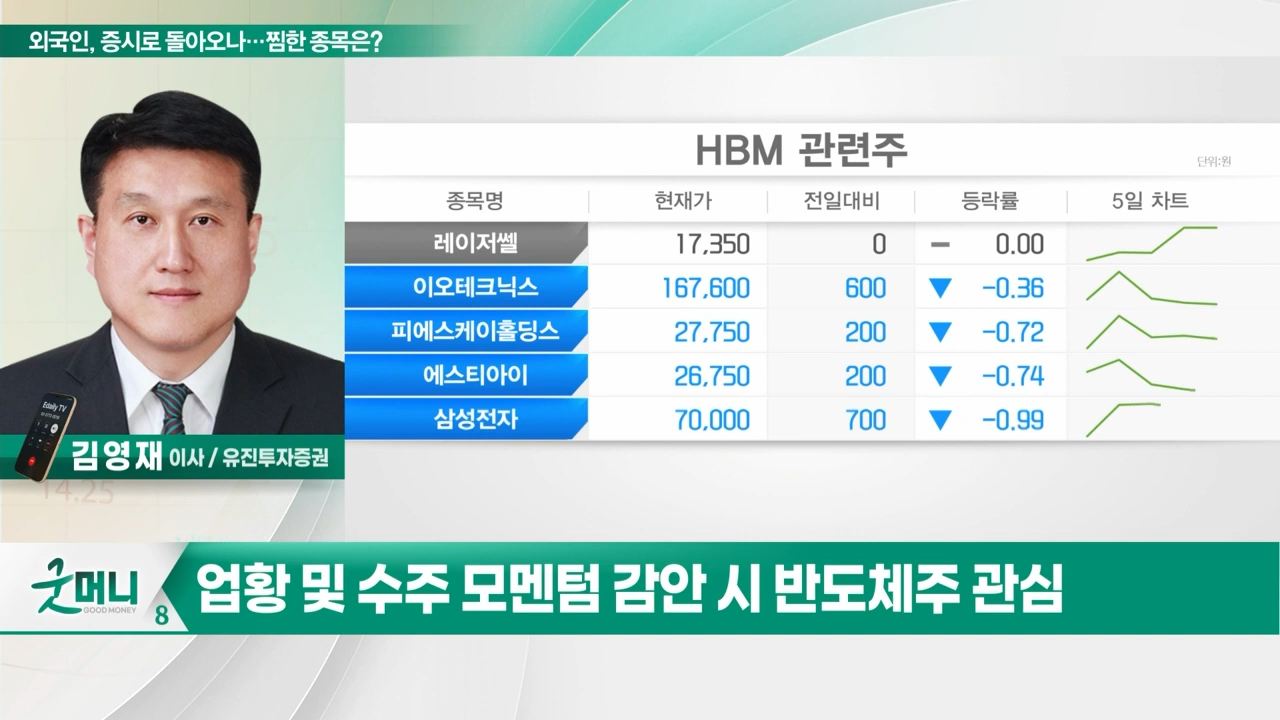 외국인, 증시로 돌아오나…찜한 종목은?
HBM 관련주
단위:원
종목명 현재가 전일대비 등락률 5일 차트
레이저쎌 17,350 0 – 0.00
이오테크닉스 167,600 600 ▼ -0.36
피에스케이홀딩스 27,750 200 ▼ -0.72
에스티아이 26,750 200 ▼ -0.74
삼성전자 70,000 700 ▼ -0.99
Edaily TV
김영재 이사 / 유진투자증권
14.25
굿머니
GOOD MONEY
8
업황 및 수주 모멘텀 감안 시 반도체주 관심